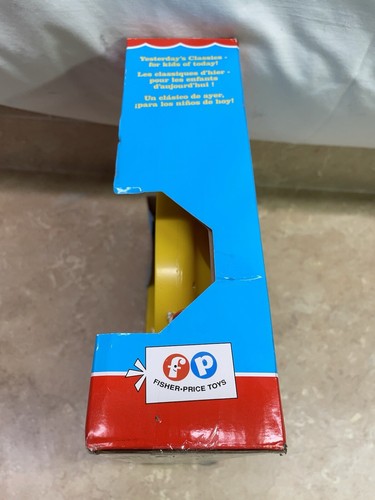 Yesterday's Classics -
for kids of today!
Les classiques d'hier -
pour les enfants
d'aujourd'hui !
Un clásico de ayer,
¡para los niños de hoy!
fp
FISHER-PRICE TOYS